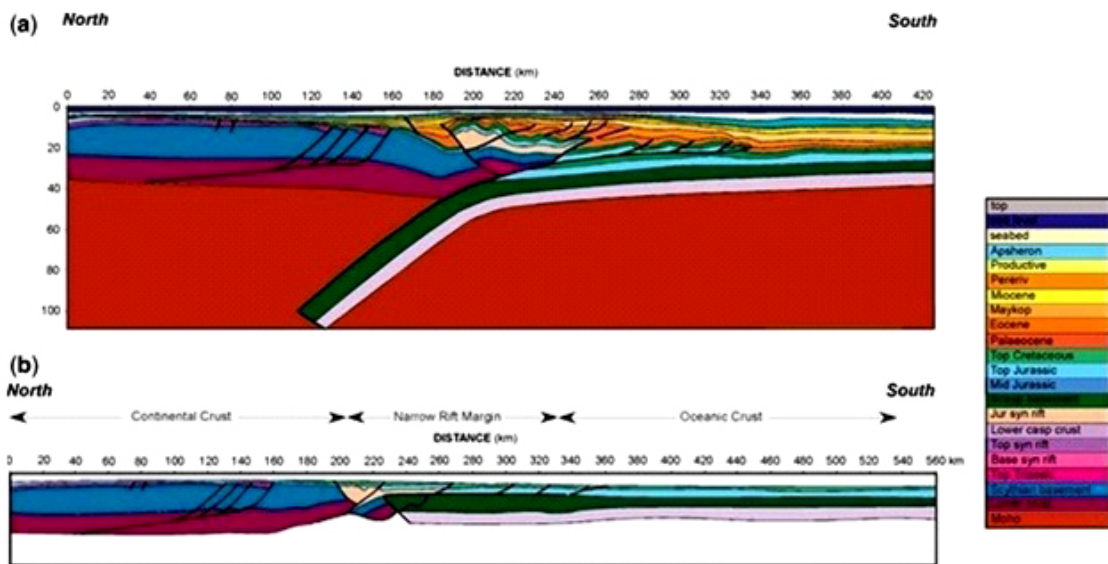 (a)
North
South
DISTANCE (km)
0 20 40 60 80 100 120 140 160 180 200 220 240 260 280 300 320 340 360 380 400 420
0
20
40
60
80
100
(b)
North
South
Continental Crust
Narrow Rift Margin
Oceanic Crust
DISTANCE (km)
0 20 40 60 80 100 120 140 160 180 200 220 240 260 280 300 320 340 360 380 400 420 440 460 480 500 520 540 560 km
top
seabed
Apsheron
Productive
Pereriv
Miocene
Maykop
Eocene
Palaeocene
Top Cretaceous
Top Jurassic
Mid Jurassic
Jur syn rift
Lower casp crust
Top syn rift
Base syn rift
Scythian basement
Moho